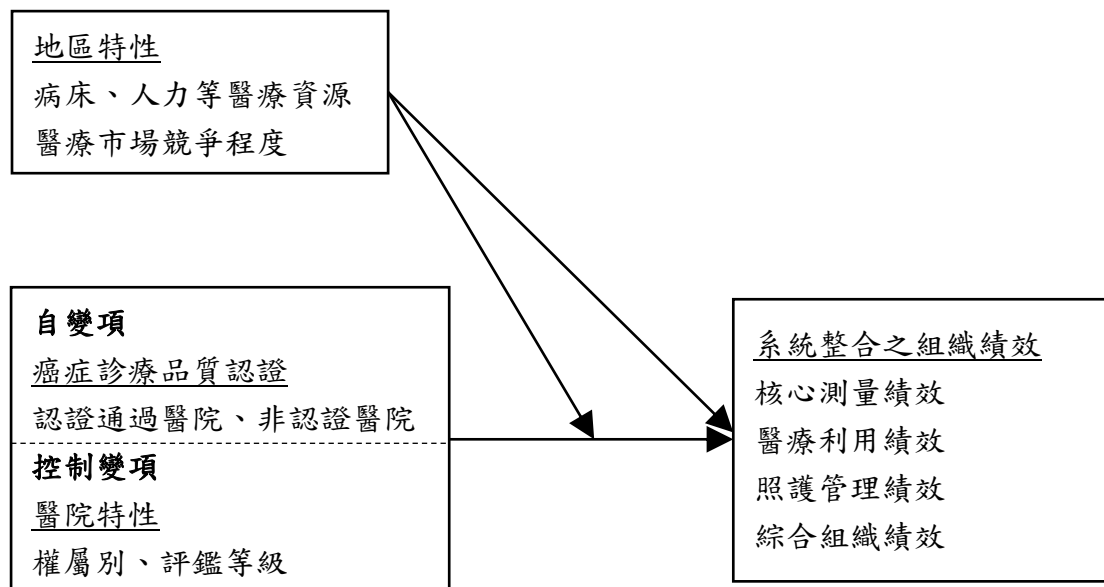 地區特性
病床、人力等醫療資源
醫療市場競爭程度
自變項
癌症診療品質認證
認證通過醫院、非認證醫院
控制變項
醫院特性
權屬別、評鑑等級
系統整合之組織績效
核心測量績效
醫療利用績效
照護管理績效
綜合組織績效